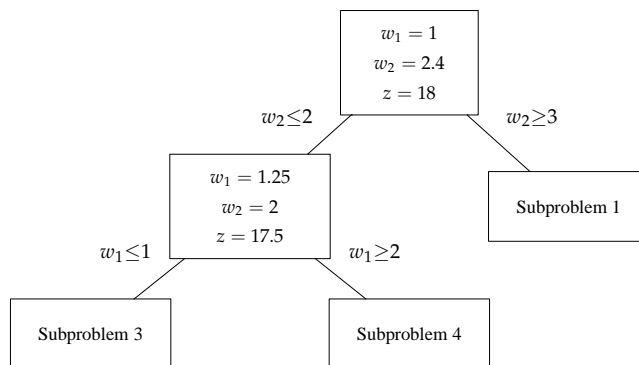 w₁ = 1
w₂ = 2.4
z = 18
w₂≤2
w₂≥3
w₁ = 1.25
w₂ = 2
z = 17.5
Subproblem 1
w₁≤1
w₁≥2
Subproblem 3
Subproblem 4